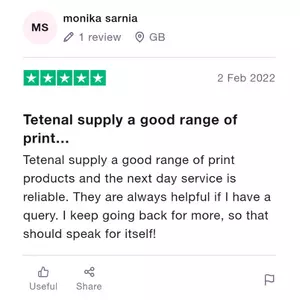 MS
monika sarnia
1 review GB
2 Feb 2022
Tetenal supply a good range of
print...
Tetenal supply a good range of print
products and the next day service is
reliable. They are always helpful if I have a
query. I keep going back for more, so that
should speak for itself!
Useful Share